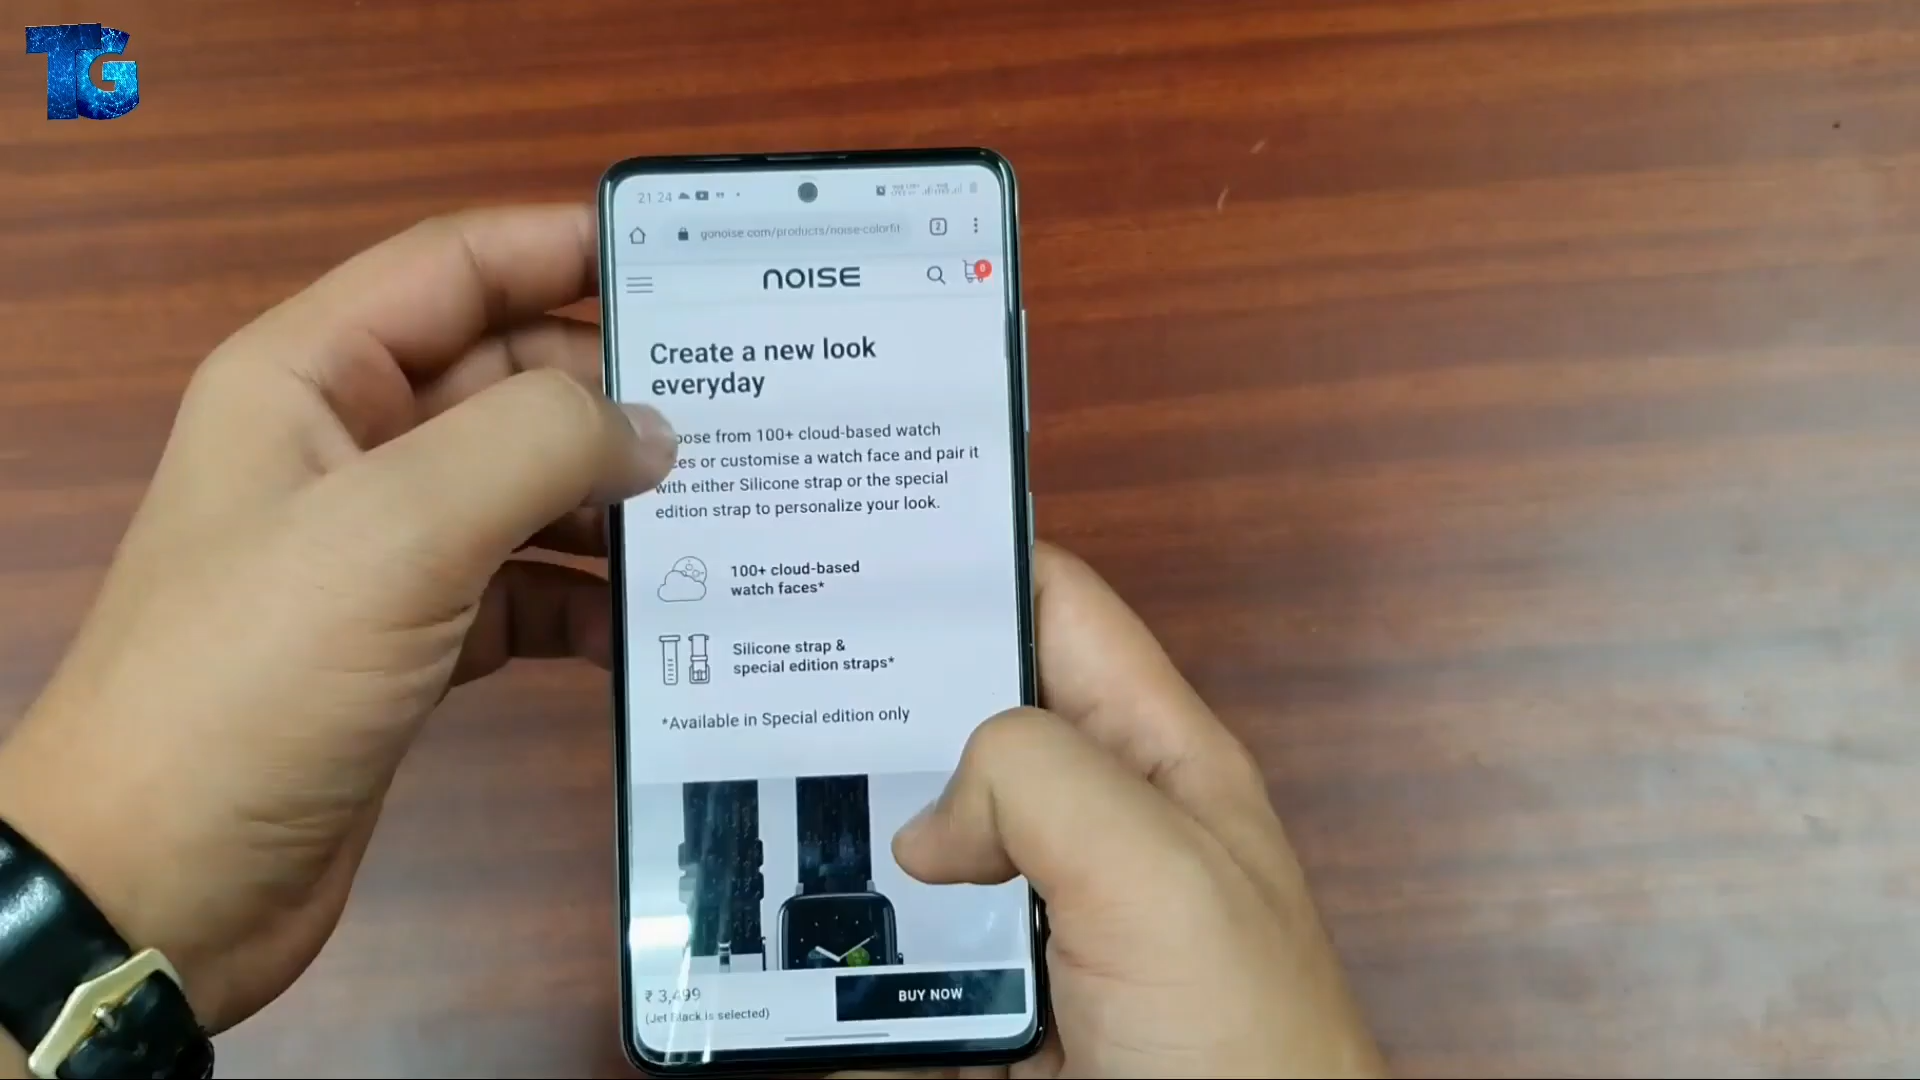 TG
21 24
gonoise.com/products/noise-colorfit
2
NOISE
0
Create a new look
everyday
oose from 100+ cloud-based watch
ces or customise a watch face and pair it
with either Silicone strap or the special
edition strap to personalize your look.
100+ cloud-based
watch faces*
Silicone strap &
special edition straps*
*Available in Special edition only
₹ 3,499
BUY NOW
(Jet Black is selected)